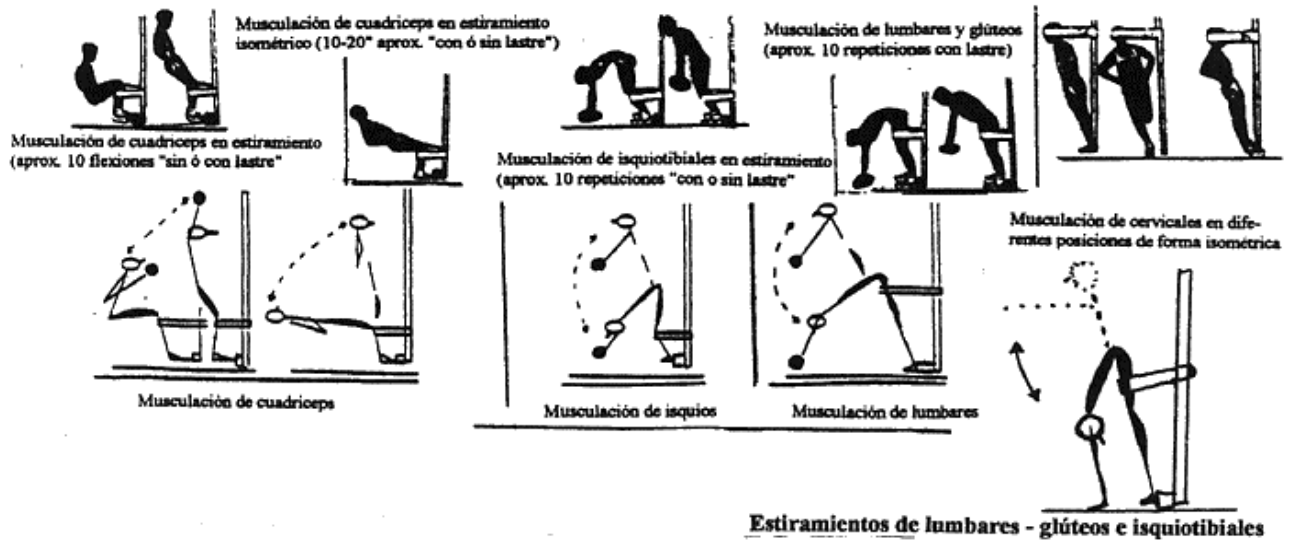 Musculación de cuadriceps en estiramiento
isométrico (10-20" aprox. "con ó sin lastre")
Musculación de lumbares y glúteos
(aprox. 10 repeticiones con lastre)
Musculación de cuadriceps en estiramiento
(aprox. 10 flexiones "sin ó con lastre"
Musculación de isquiotibiales en estiramiento
(aprox. 10 repeticiones "con o sin lastre"
Musculación de cervicales en dife-
rentes posiciones de forma isométrica
Musculación de cuadriceps
Musculación de isquios
Musculación de lumbares
Estiramientos de lumbares - glúteos e isquiotibiales